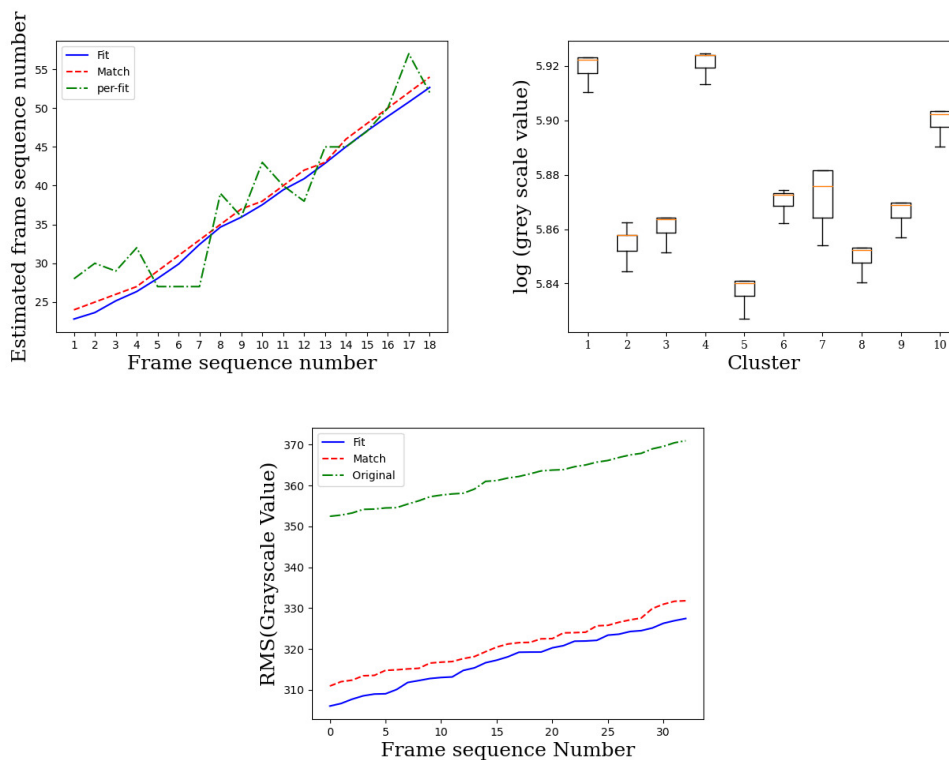 Estimated frame sequence number
55
50
45
40
35
30
25
Fit
Match
per-fit
1 2 3 4 5 6 7 8 9 10 11 12 13 14 15 16 17 18
Frame sequence number
log (grey scale value)
5.92
5.90
5.88
5.86
5.84
1 2 3 4 5 6 7 8 9 10
Cluster
RMS(Grayscale Value)
370
360
350
340
330
320
310
Fit
Match
Original
0 5 10 15 20 25 30
Frame sequence Number